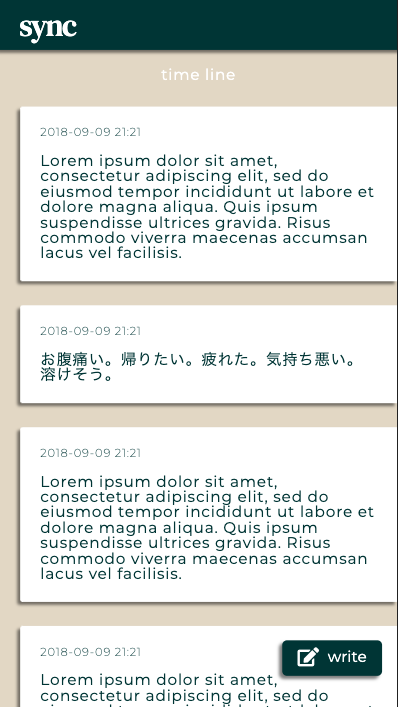 sync
time line
2018-09-09 21:21
Lorem ipsum dolor sit amet,
consectetur adipiscing elit, sed do
eiusmod tempor incididunt ut labore et
dolore magna aliqua. Quis ipsum
suspendisse ultrices gravida. Risus
commodo viverra maecenas accumsan
lacus vel facilisis.
2018-09-09 21:21
お腹痛い。帰りたい。疲れた。気持ち悪い。
溶けそう。
2018-09-09 21:21
Lorem ipsum dolor sit amet,
consectetur adipiscing elit, sed do
eiusmod tempor incididunt ut labore et
dolore magna aliqua. Quis ipsum
suspendisse ultrices gravida. Risus
commodo viverra maecenas accumsan
lacus vel facilisis.
2018-09-09 21:21
write
Lorem ipsum dolor sit amet,
consectetur adipiscing elit, sed do